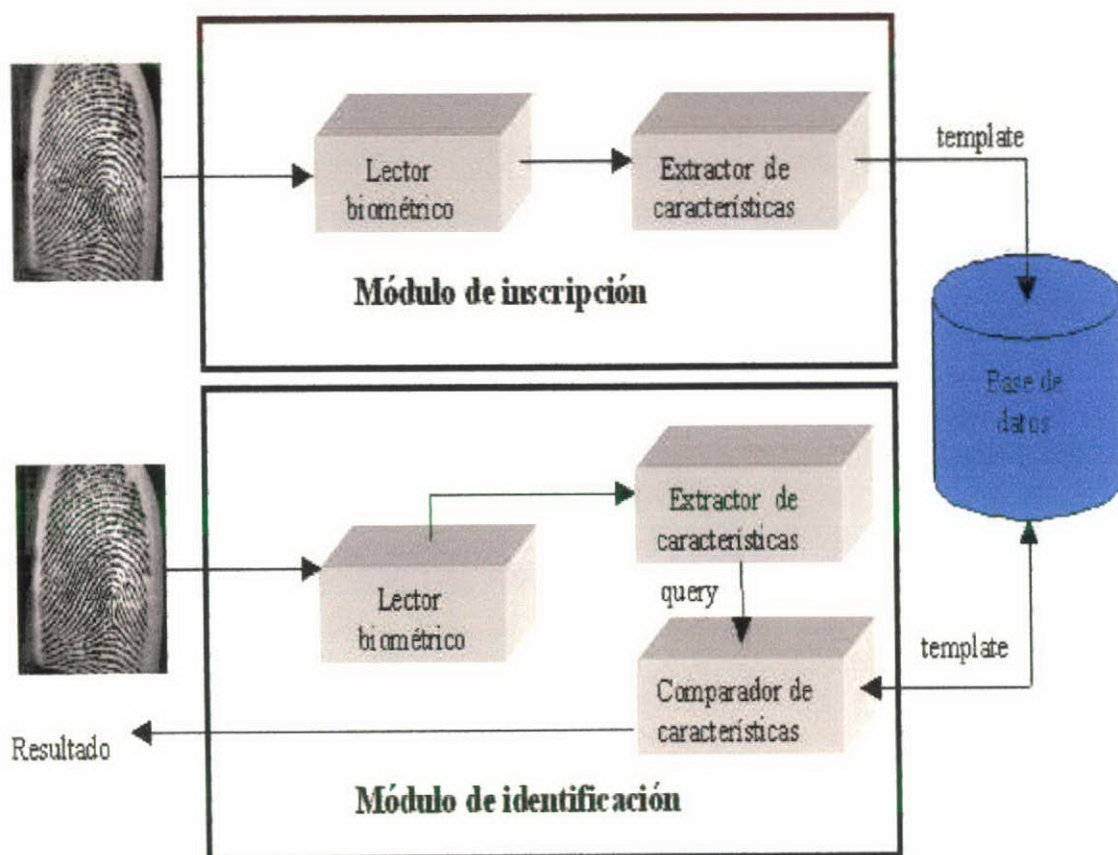 Lector
biométrico
Extractor de
características
template
Módulo de inscripción
Base de
datos
Lector
biométrico
Extractor de
características
query
Comparador de
características
template
Resultado
Módulo de identificación